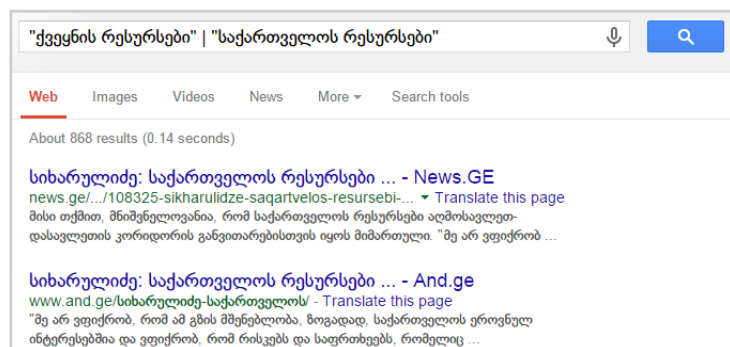 "ქვეყნის რესურსები" | "საქართველოს რესურსები"
Web Images Videos News More Search tools
About 868 results (0.14 seconds)
სიხარულიძე: საქართველოს რესურსები ... - News.GE
news.ge/.../108325-sikharulidze-saqartvelos-resursebi-... Translate this page
მისი თქმით, მნიშვნელოვანია, რომ საქართველოს რესურსები აღმოსავლეთ-
დასავლეთის კორიდორის განვითარებისთვის იყოს მიმართული. "მე არ ვფიქრობ ...
სიხარულიძე: საქართველოს რესურსები ... - And.ge
www.and.ge/სიხარულიძე-საქართველოს/ - Translate this page
"მე არ ვფიქრობ, რომ ამ გზის მშენებლობა, ზოგადად, საქართველოს ეროვნულ
ინტერესებშია და ვფიქრობ, რომ რისკებს და საფრთხეებს, რომელიც ...